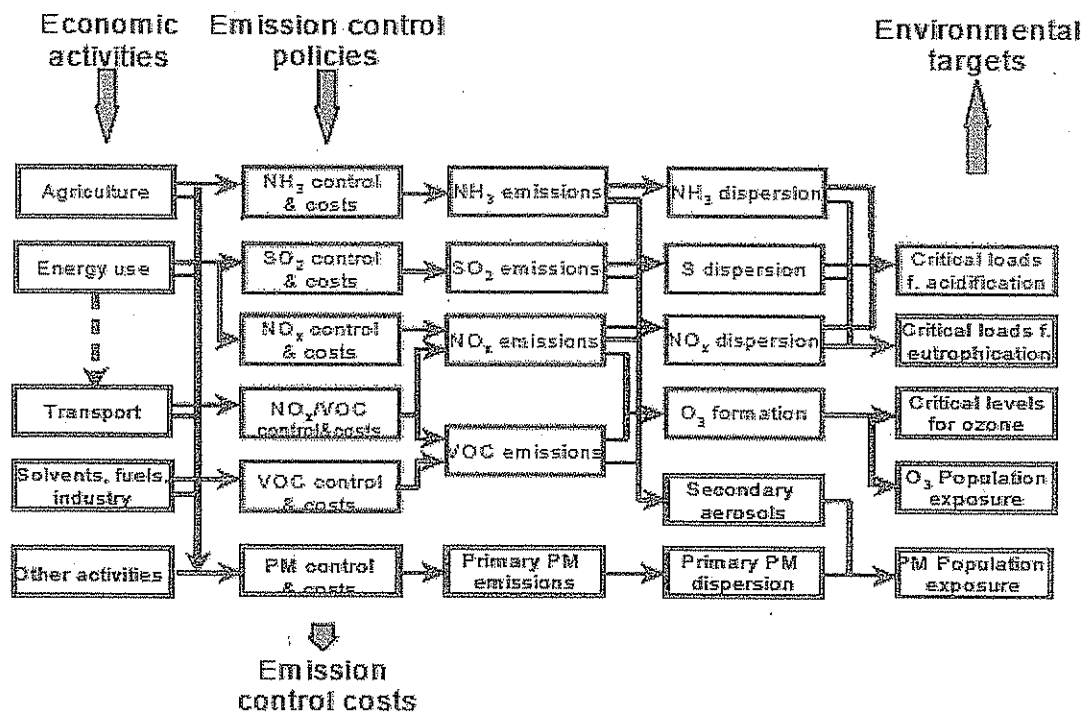 Economic
activities
Emission control
policies
Environmental
targets
Agriculture
NH₃ control
& costs
NH₃ emissions
NH₃ dispersion
Energy use
SO₂ control
& costs
SO₂ emissions
S dispersion
Critical loads
f. acidification
NOₓ control
& costs
NOₓ emissions
NOₓ dispersion
Critical loads f.
eutrophication
Transport
NOₓ/VOC
control&costs
O₃ formation
Critical levels
for ozone
VOC emissions
Solvents, fuels,
industry
VOC control
& costs
Secondary
aerosols
O₃ Population
exposure
Other activities
PM control
& costs
Primary PM
emissions
Primary PM
dispersion
PM Population
exposure
Emission
control costs